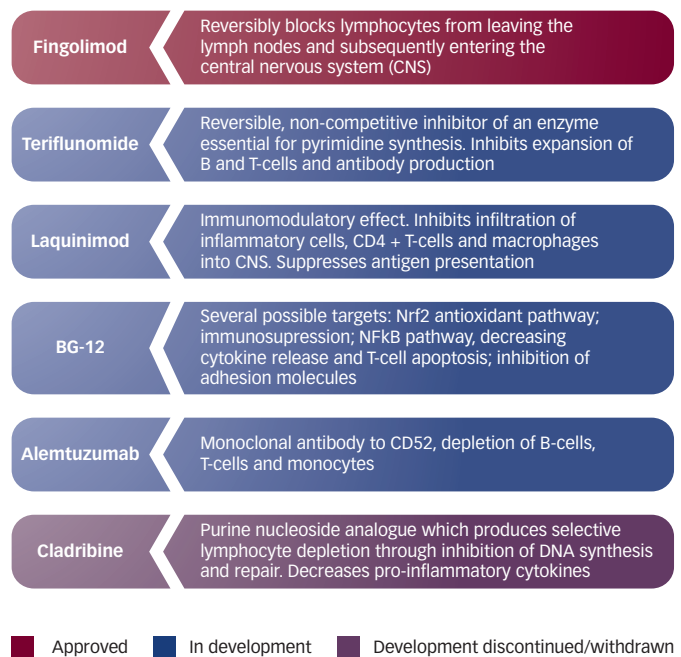 Fingolimod
Reversibly blocks lymphocytes from leaving the
lymph nodes and subsequently entering the
central nervous system (CNS)
Teriflunomide
Reversible, non-competitive inhibitor of an enzyme
essential for pyrimidine synthesis. Inhibits expansion of
B and T-cells and antibody production
Laquinimod
Immunomodulatory effect. Inhibits infiltration of
inflammatory cells, CD4 + T-cells and macrophages
into CNS. Suppresses antigen presentation
BG-12
Several possible targets: Nrf2 antioxidant pathway;
immunosupression; NFkB pathway, decreasing
cytokine release and T-cell apoptosis; inhibition of
adhesion molecules
Alemtuzumab
Monoclonal antibody to CD52, depletion of B-cells,
T-cells and monocytes
Cladribine
Purine nucleoside analogue which produces selective
lymphocyte depletion through inhibition of DNA synthesis
and repair. Decreases pro-inflammatory cytokines
Approved In development Development discontinued/withdrawn